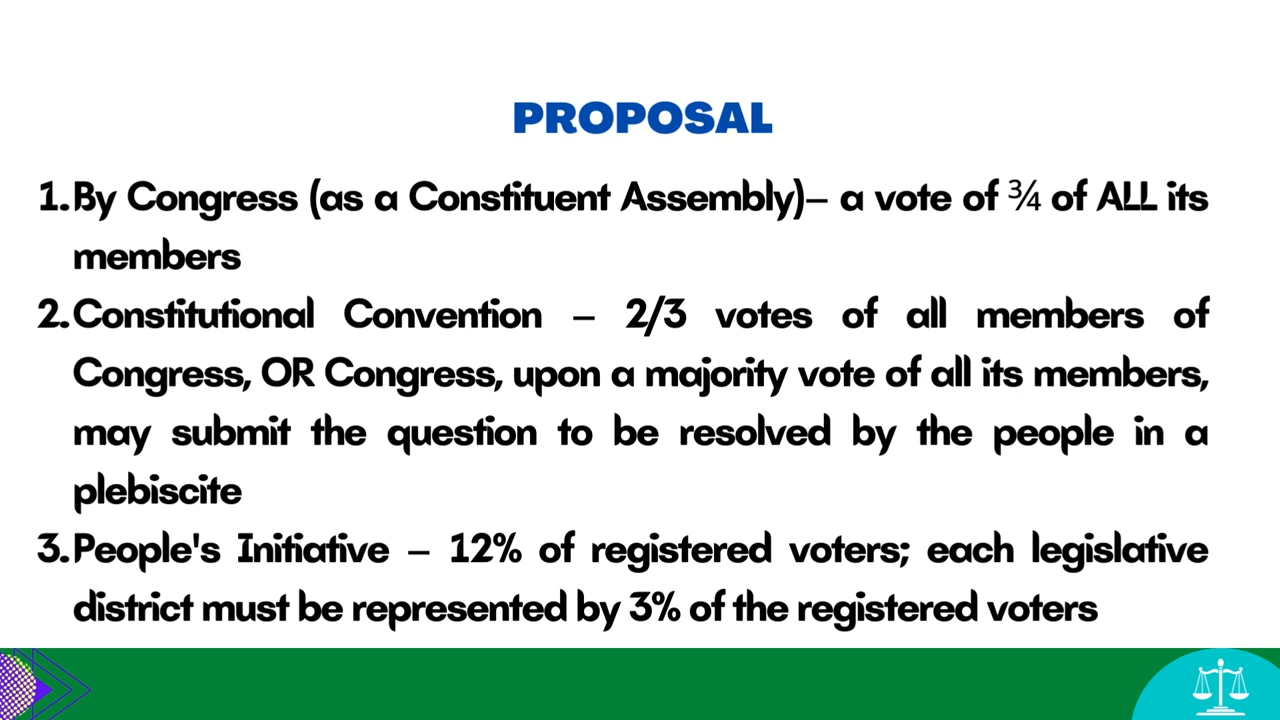 PROPOSAL
1. By Congress (as a Constituent Assembly)– a vote of ¾ of ALL its
members
2. Constitutional Convention – 2/3 votes of all members of
Congress, OR Congress, upon a majority vote of all its members,
may submit the question to be resolved by the people in a
plebiscite
3. People's Initiative – 12% of registered voters; each legislative
district must be represented by 3% of the registered voters